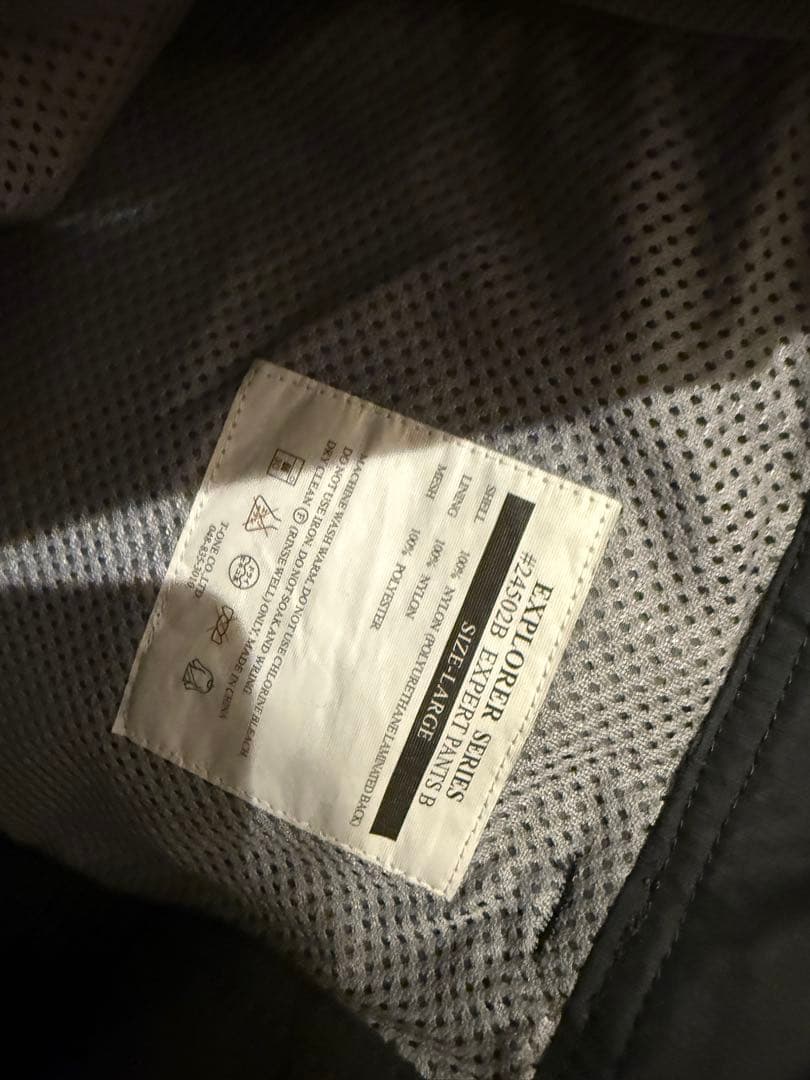 EXPLORER SERIES
#24502B EXPERT PANTS B
SIZE-LARGE
SHELL 100% NYLON (POLYURETHANE LAMINATED BACK)
LINING 100% NYLON
MESH 100% POLYESTER
MACHINE WASH WARM. DO NOT USE CHLORINE BLEACH
DO NOT USE IRON. DO NOT SOAK AND WRING
DRY CLEAN Ⓕ (RINSE WELL) ONLY. MADE IN CHINA
T-ONE CO.,LTD